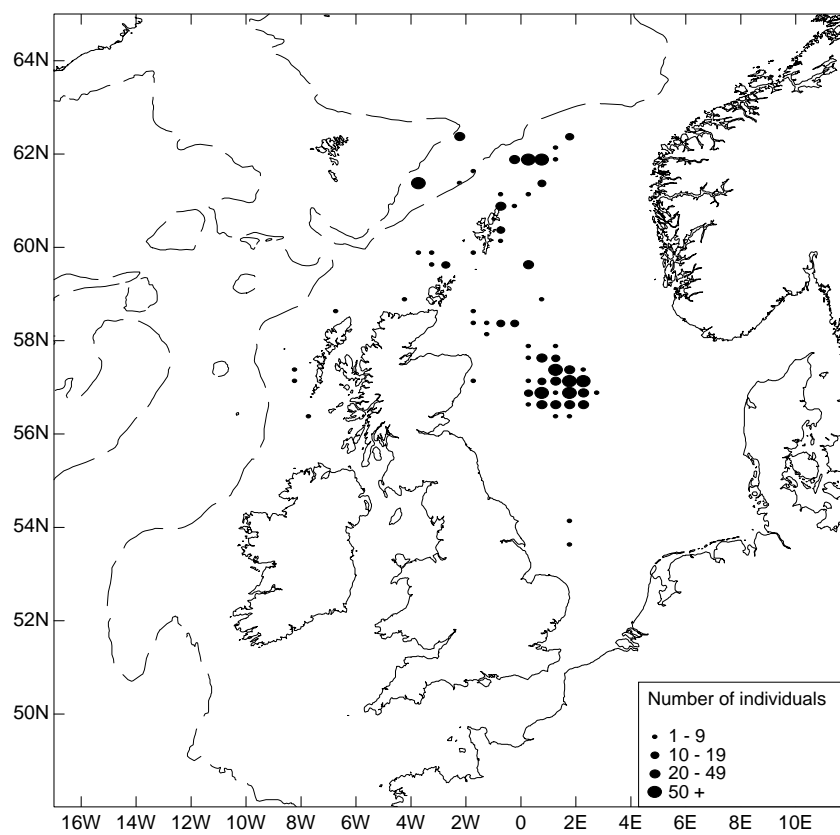 64N
62N
60N
58N
56N
54N
52N
50N
Number of individuals
1 - 9
10 - 19
20 - 49
50 +
16W 14W 12W 10W 8W 6W 4W 2W 0 2E 4E 6E 8E 10E